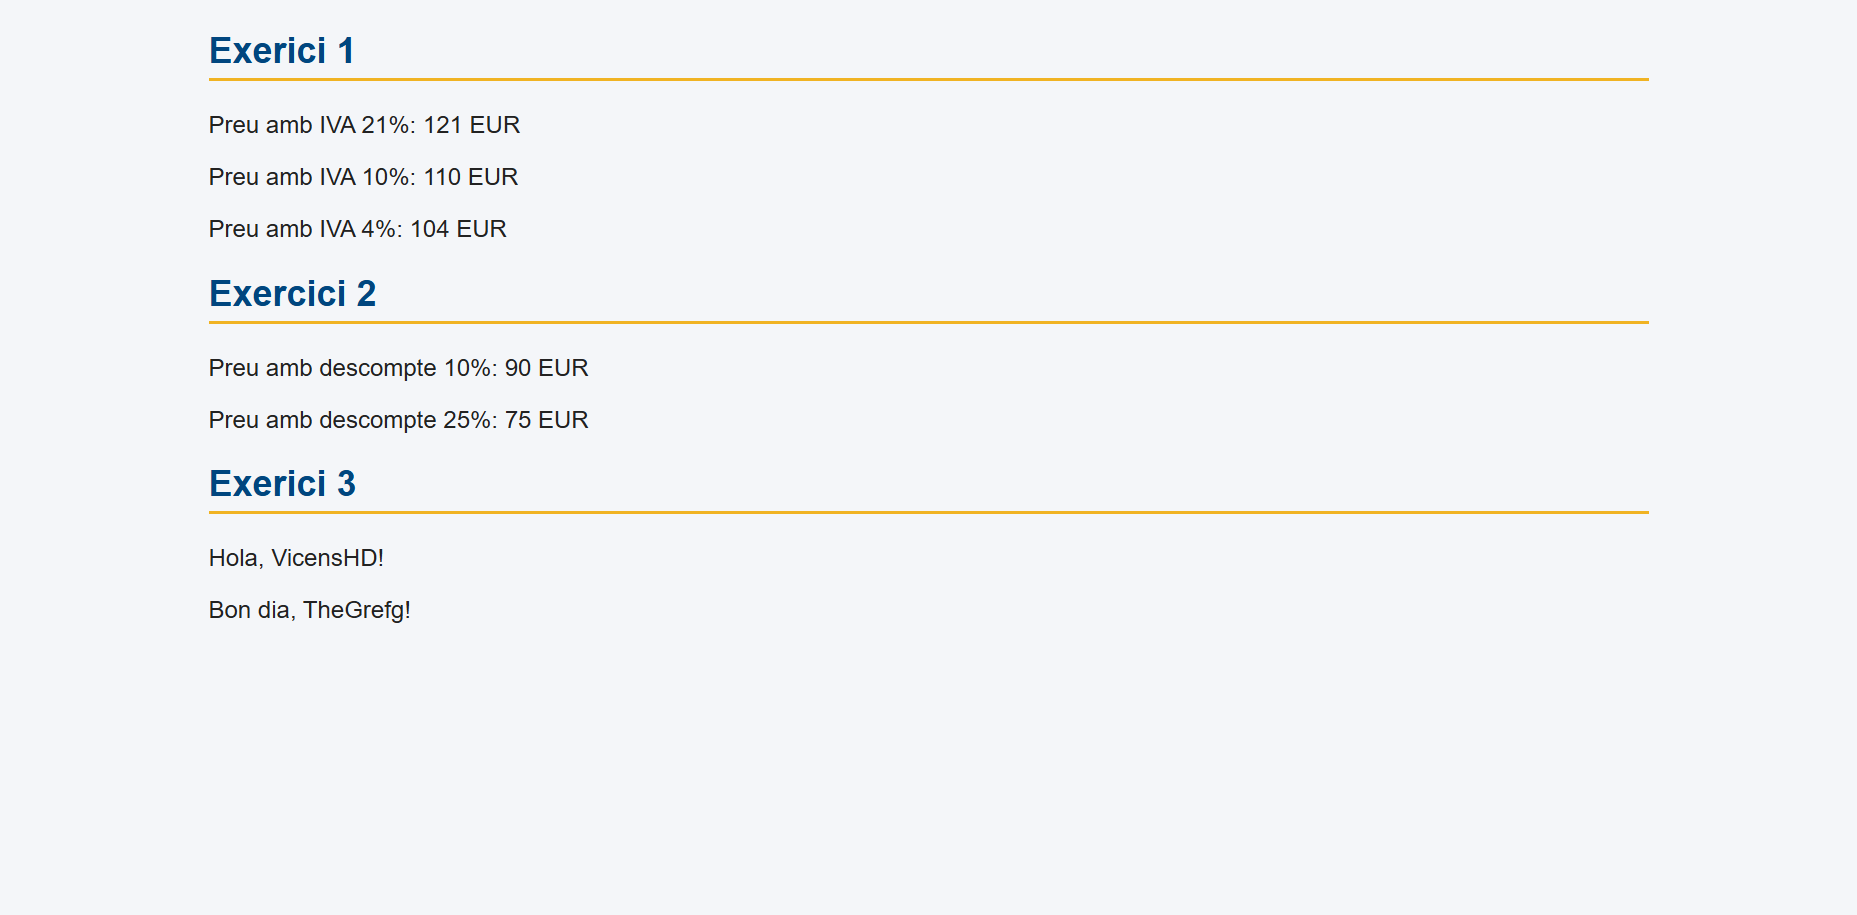 Exerici 1
Preu amb IVA 21%: 121 EUR
Preu amb IVA 10%: 110 EUR
Preu amb IVA 4%: 104 EUR
Exercici 2
Preu amb descompte 10%: 90 EUR
Preu amb descompte 25%: 75 EUR
Exerici 3
Hola, VicensHD!
Bon dia, TheGrefg!